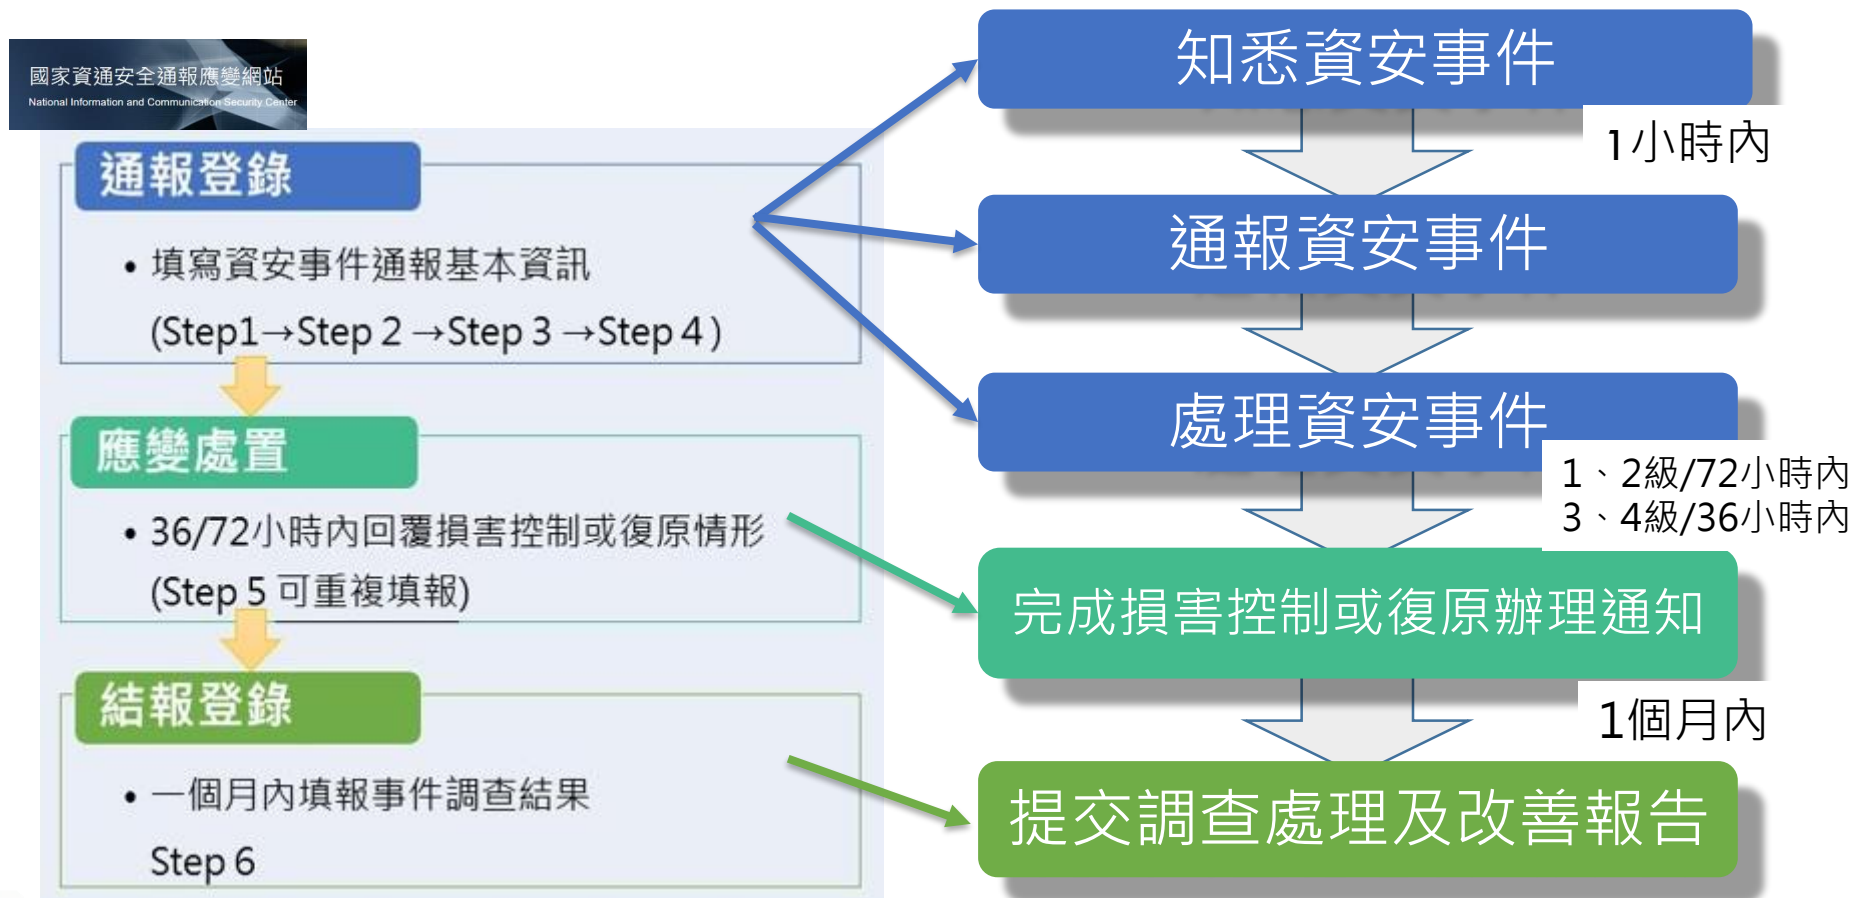 國家資通安全通報應變網站
National Information and Communication Security Center
通報登錄
• 填寫資安事件通報基本資訊
(Step1→Step 2 →Step 3 →Step 4 )
應變處置
• 36/72小時內回覆損害控制或復原情形
(Step 5 可重複填報)
結報登錄
• 一個月內填報事件調查結果
Step 6
知悉資安事件
1小時內
通報資安事件
處理資安事件
1、2級/72小時內
3、4級/36小時內
完成損害控制或復原辦理通知
1個月內
提交調查處理及改善報告